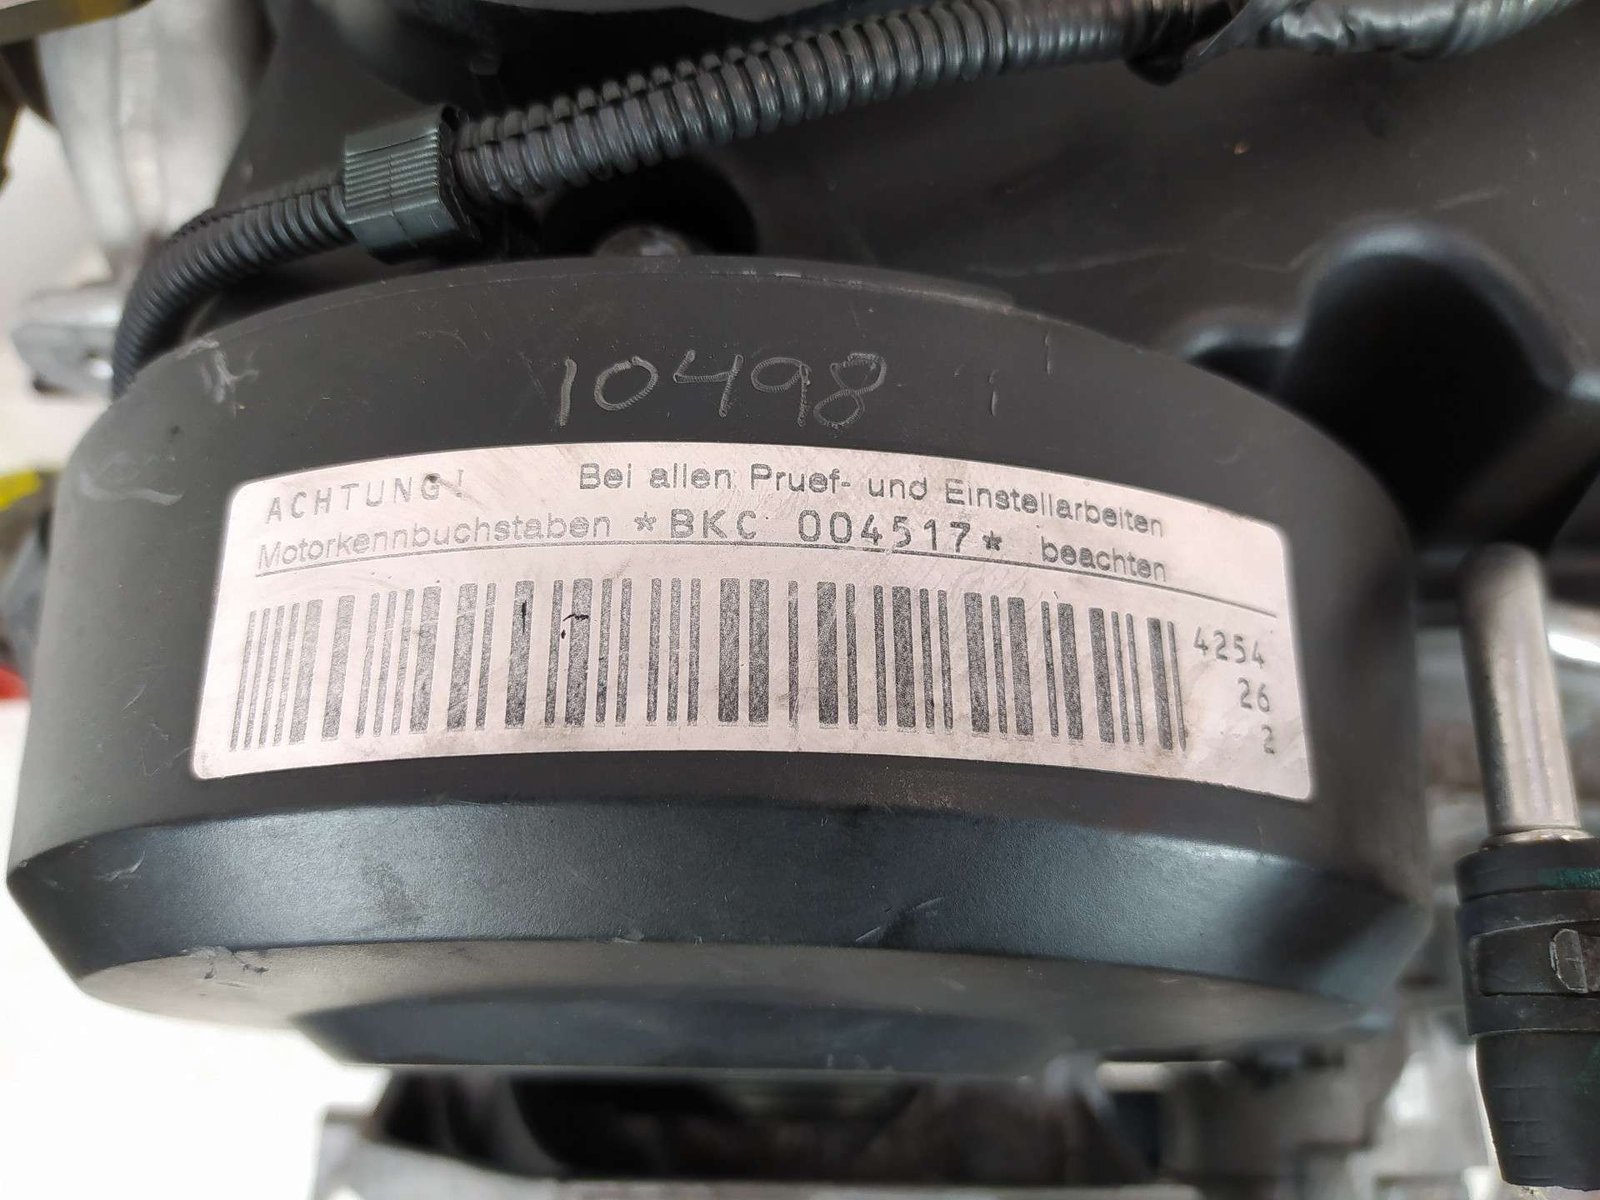 10498
ACHTUNG! Bei allen Pruef- und Einstellarbeiten
Motorkennbuchstaben *BKC 004517* beachten
4254
26
2